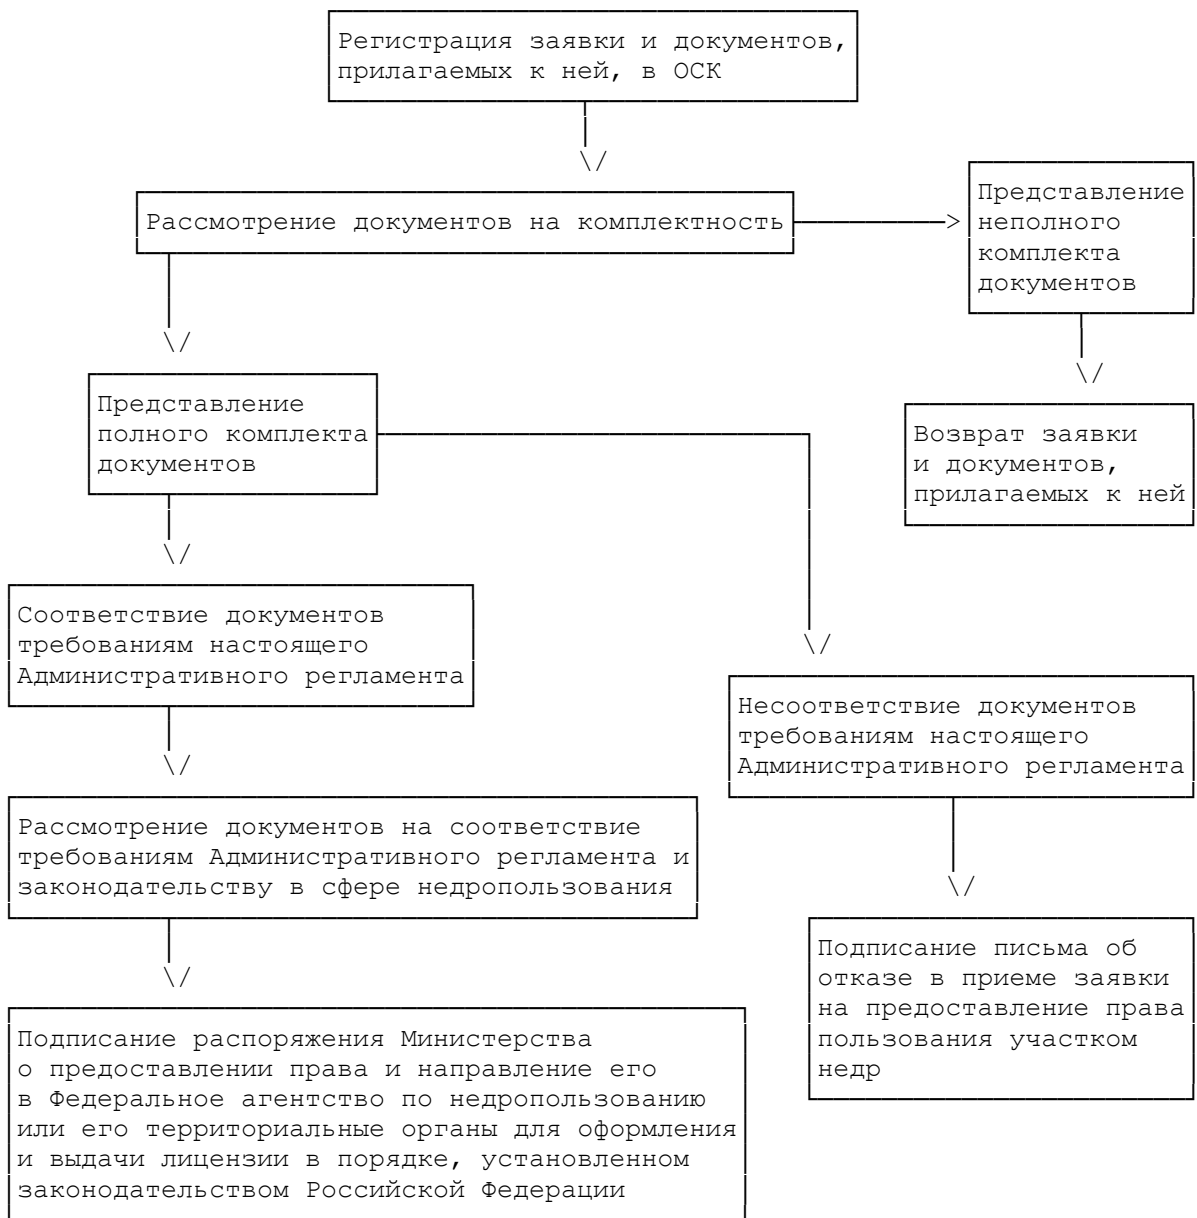 Регистрация заявки и документов,
прилагаемых к ней, в ОСК
Рассмотрение документов на комплектность
Представление
неполного
комплекта
документов
Представление
полного комплекта
документов
Возврат заявки
и документов,
прилагаемых к ней
Соответствие документов
требованиям настоящего
Административного регламента
Несоответствие документов
требованиям настоящего
Административного регламента
Рассмотрение документов на соответствие
требованиям Административного регламента и
законодательству в сфере недропользования
Подписание письма об
отказе в приеме заявки
на предоставление права
пользования участком
недр
Подписание распоряжения Министерства
о предоставлении права и направление его
в Федеральное агентство по недропользованию
или его территориальные органы для оформления
и выдачи лицензии в порядке, установленном
законодательством Российской Федерации